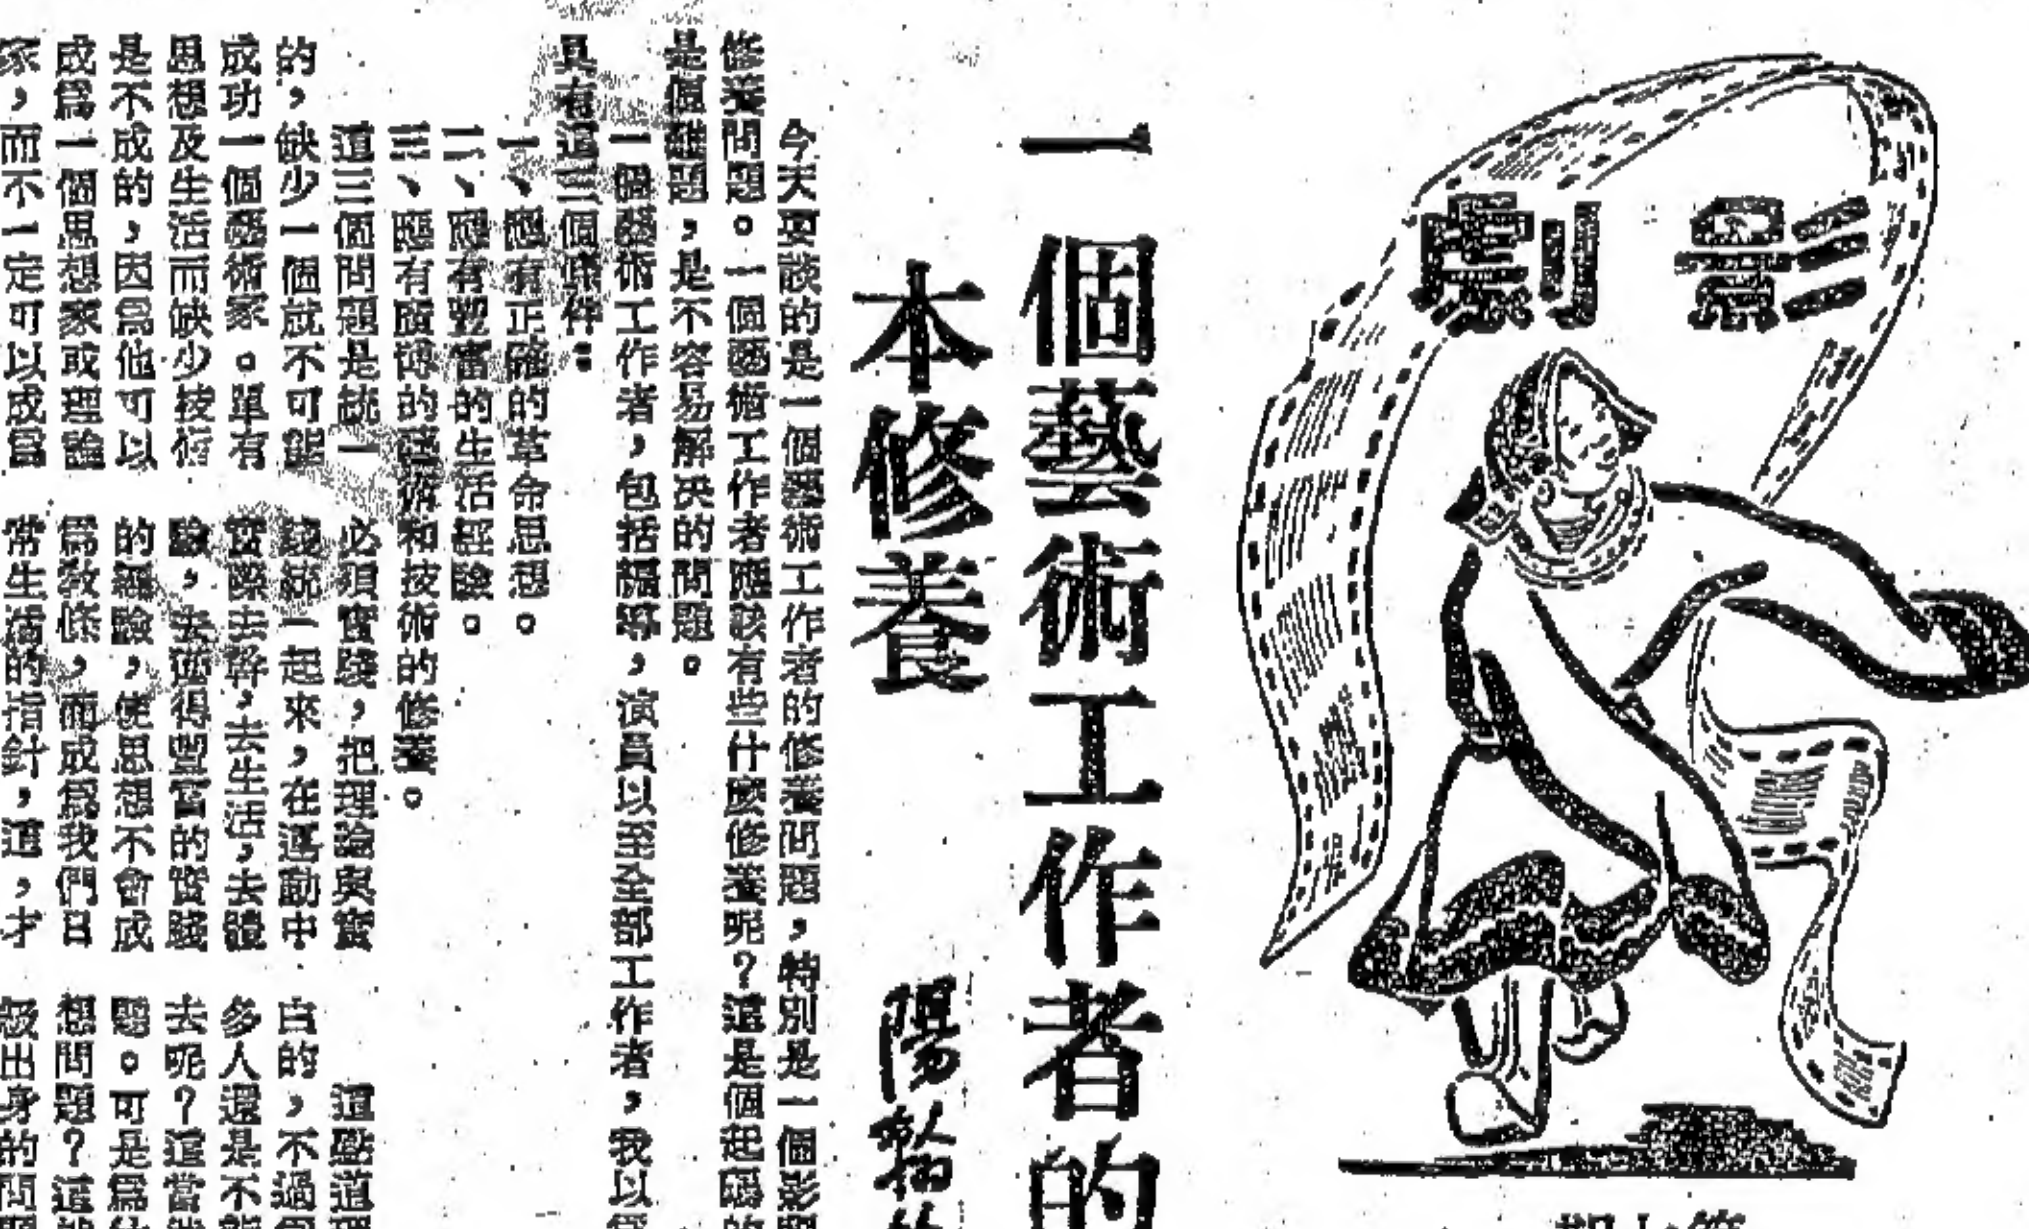 影劇
一個藝術工作者的
本修養
陽翰
今天要談的是一個藝術工作者的修養問題，特別是一個影
修養問題。一個藝術工作者應該有些什麼修養呢？這是個起碼的
是個難題，是不容易解決的問題。
一個藝術工作者，包括編導，演員以至全部工作者，我以
具有這三個條件：
一、應有正確的革命思想。
二、應有豐富的生活經驗。
三、應有廣博的藝術和技術的修養。
這三個問題是統一
的，缺少一個就不可能
成功一個藝術家。單有
思想及生活而缺少技術
是不成的，因爲他可以
成爲一個思想家或理論
家，而不一定可以成爲
必須實踐，把理論與實
踐統一起來，在運動中
實際去幹，去生活，去體
驗，去獲得豐富的實踐
的經驗，使思想不會成
爲教條，而成爲我們日
常生活的指針，這，才
這些道理
白的，不過
多人還是不能
去呢？這當
題。可是爲什
想問題？這
級出身的問題